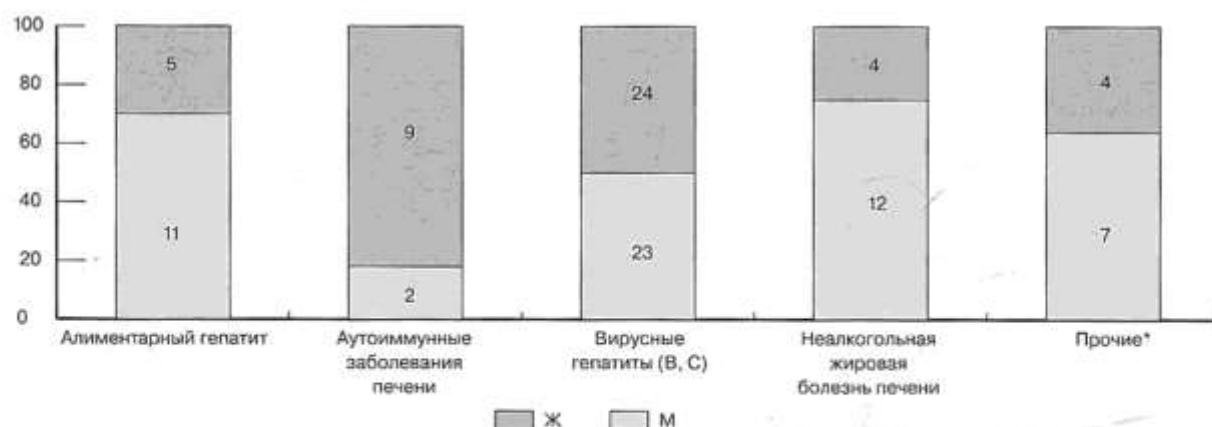 100
80
60
40
20
0
5
11
9
2
24
23
4
12
4
7
Алиментарный гепатит
Аутоиммунные
заболевания
печени
Вирусные
гепатиты (В, С)
Неалкогольная
жировая
болезнь печени
Прочие*
Ж
М